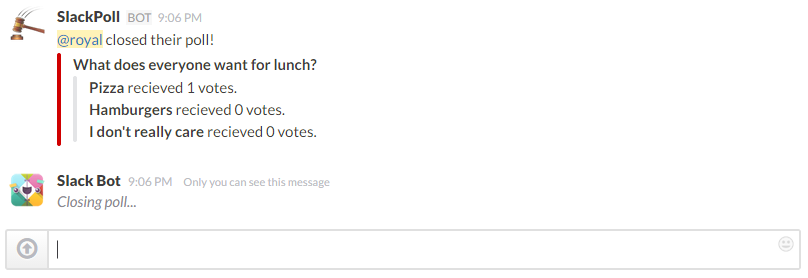 SlackPoll BOT 9:06 PM
@royal closed their poll!
What does everyone want for lunch?
Pizza recieved 1 votes.
Hamburgers recieved 0 votes.
I don't really care recieved 0 votes.
Slack Bot 9:06 PM Only you can see this message
Closing poll...